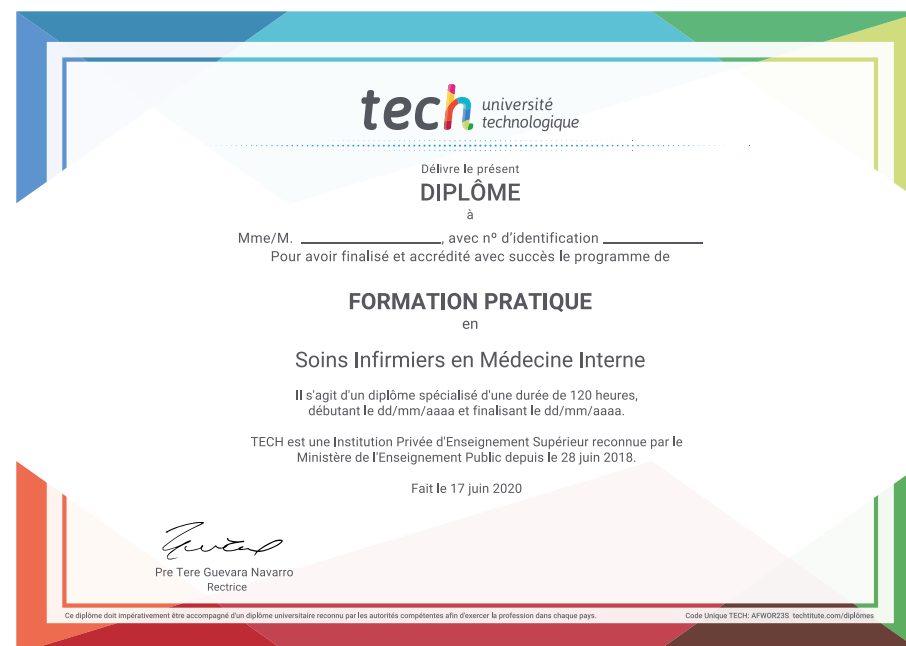 tech université
technologique
Délivre le présent
DIPLÔME
à
Mme/M. ____________________, avec nº d'identification ______________
Pour avoir finalisé et accrédité avec succès le programme de
FORMATION PRATIQUE
en
Soins Infirmiers en Médecine Interne
Il s'agit d'un diplôme spécialisé d'une durée de 120 heures,
débutant le dd/mm/aaaa et finalisant le dd/mm/aaaa.
TECH est une Institution Privée d'Enseignement Supérieur reconnue par le
Ministère de l'Enseignement Public depuis le 28 juin 2018.
Fait le 17 juin 2020
Pre Tere Guevara Navarro
Rectrice
Ce diplôme doit impérativement être accompagné d'un diplôme universitaire reconnu par les autorités compétentes afin d'exercer la profession dans chaque pays.
Code Unique TECH: AFWOR23S techtitute.com/diplômes